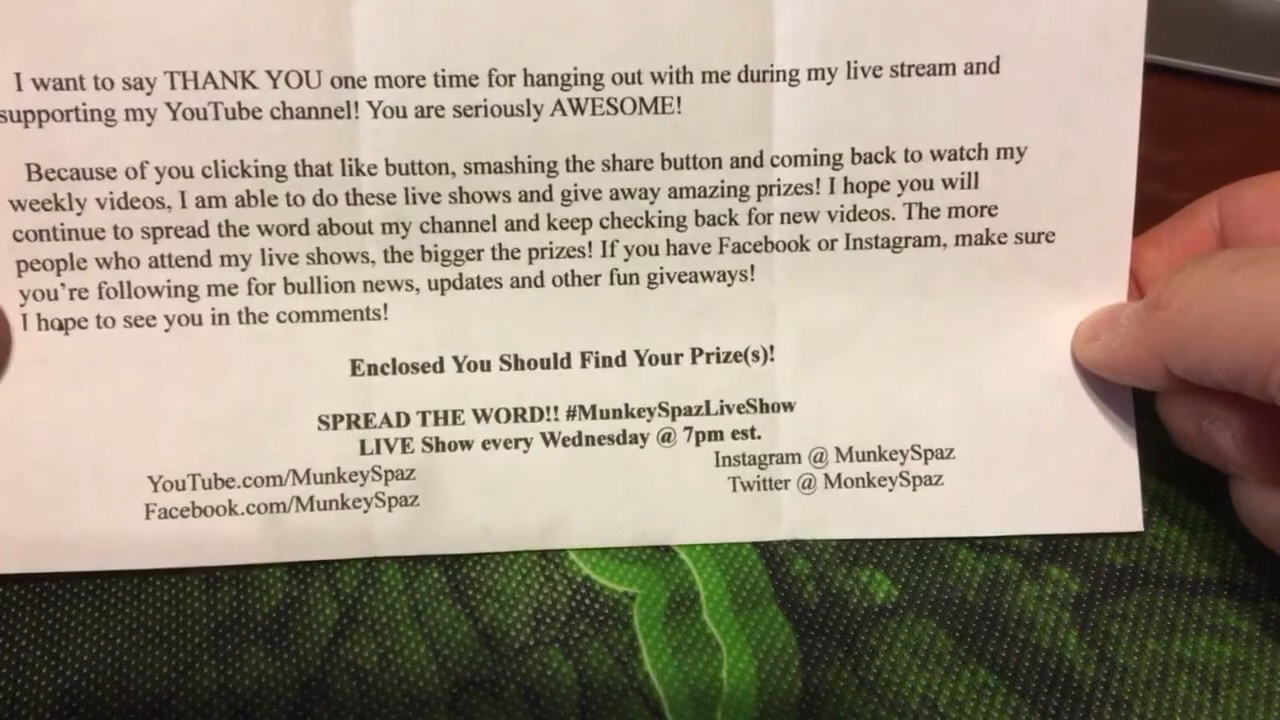 I want to say THANK YOU one more time for hanging out with me during my live stream and
supporting my YouTube channel! You are seriously AWESOME!
Because of you clicking that like button, smashing the share button and coming back to watch my
weekly videos, I am able to do these live shows and give away amazing prizes! I hope you will
continue to spread the word about my channel and keep checking back for new videos. The more
people who attend my live shows, the bigger the prizes! If you have Facebook or Instagram, make sure
you're following me for bullion news, updates and other fun giveaways!
I hope to see you in the comments!
Enclosed You Should Find Your Prize(s)!
SPREAD THE WORD!! #MunkeySpazLiveShow
LIVE Show every Wednesday @ 7pm est.
YouTube.com/MunkeySpaz
Facebook.com/MunkeySpaz
Instagram @ MunkeySpaz
Twitter @ MonkeySpaz